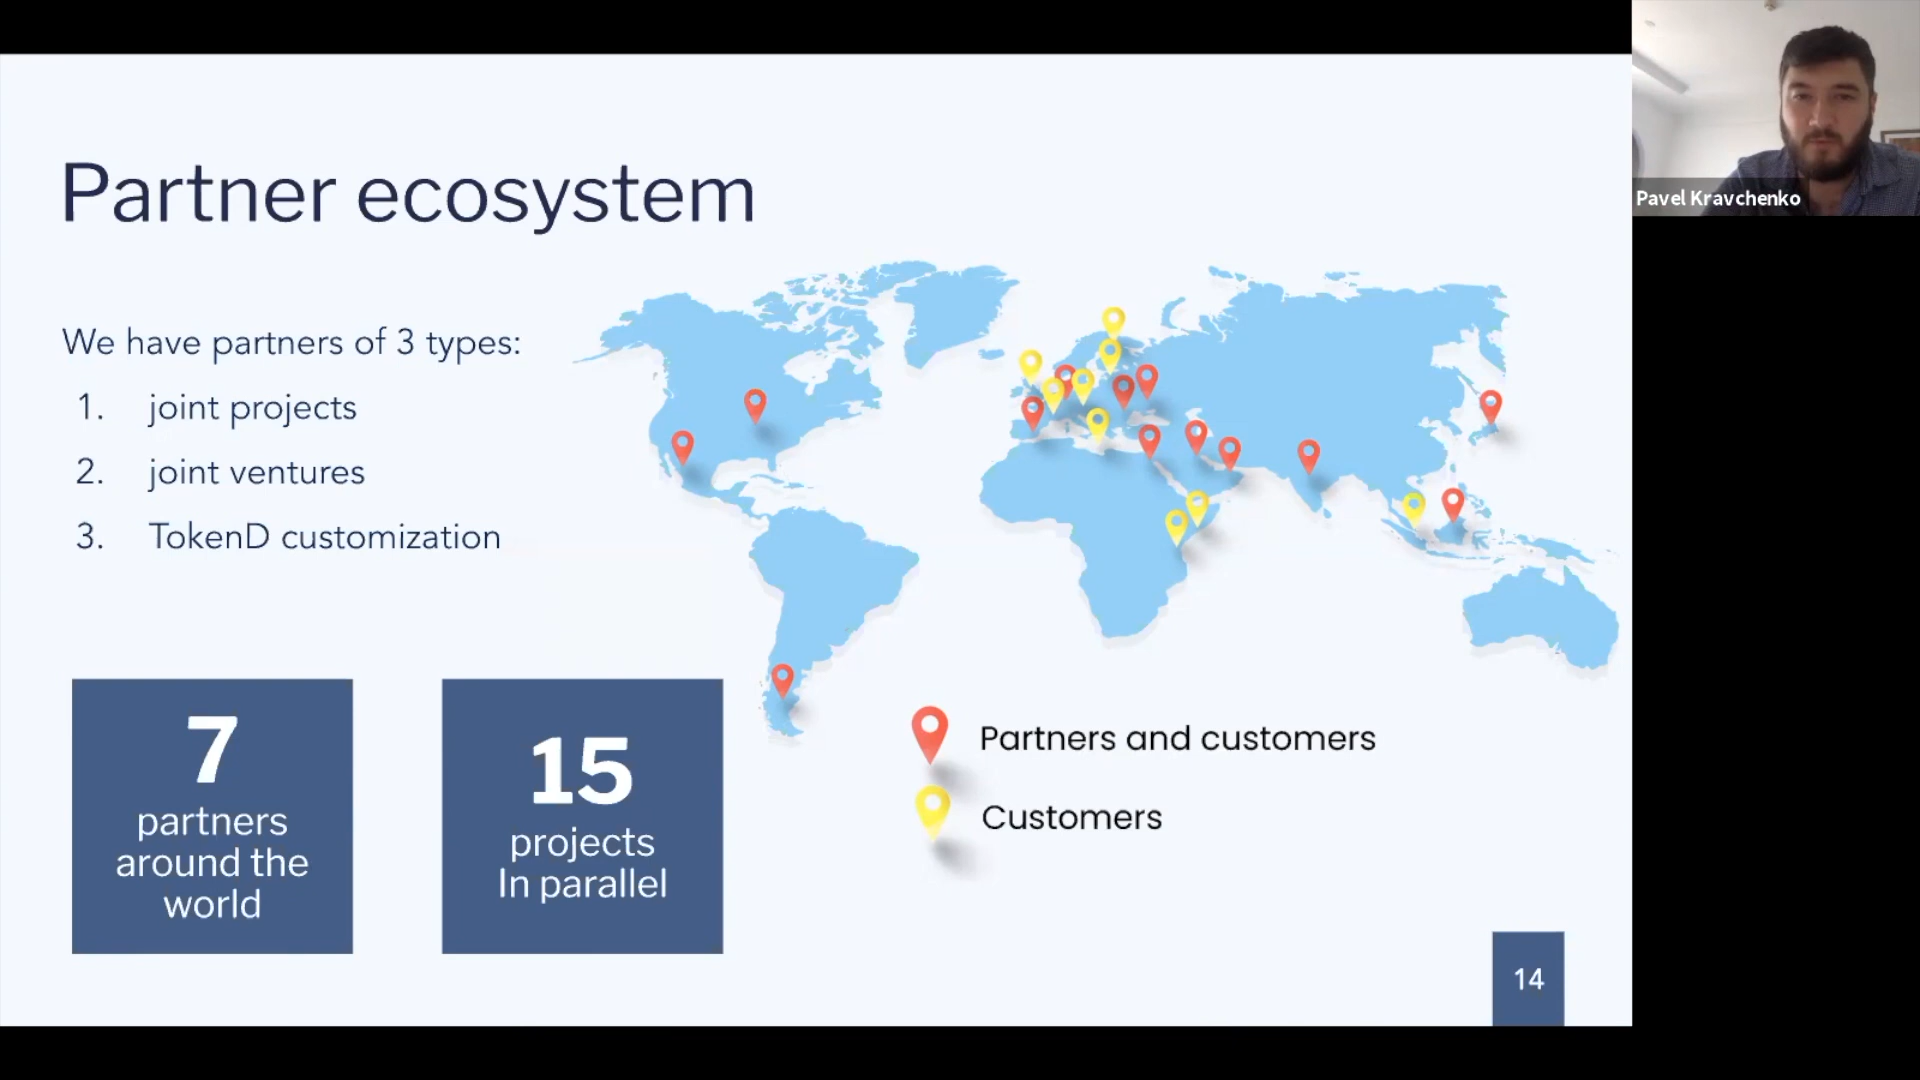 Partner ecosystem
We have partners of 3 types:
1. joint projects
2. joint ventures
3. TokenD customization
7
partners
around the
world
15
projects
In parallel
Partners and customers
Customers
14
Pavel Kravchenko